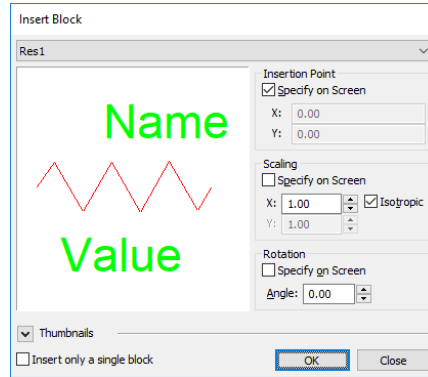 Insert Block
Res1
Name
Value
Insertion Point
Specify on Screen
X: 0.00
Y: 0.00
Scaling
Specify on Screen
X: 1.00 Isotropic
Y: 1.00
Rotation
Specify on Screen
Angle: 0.00
Thumbnails
Insert only a single block
OK Close